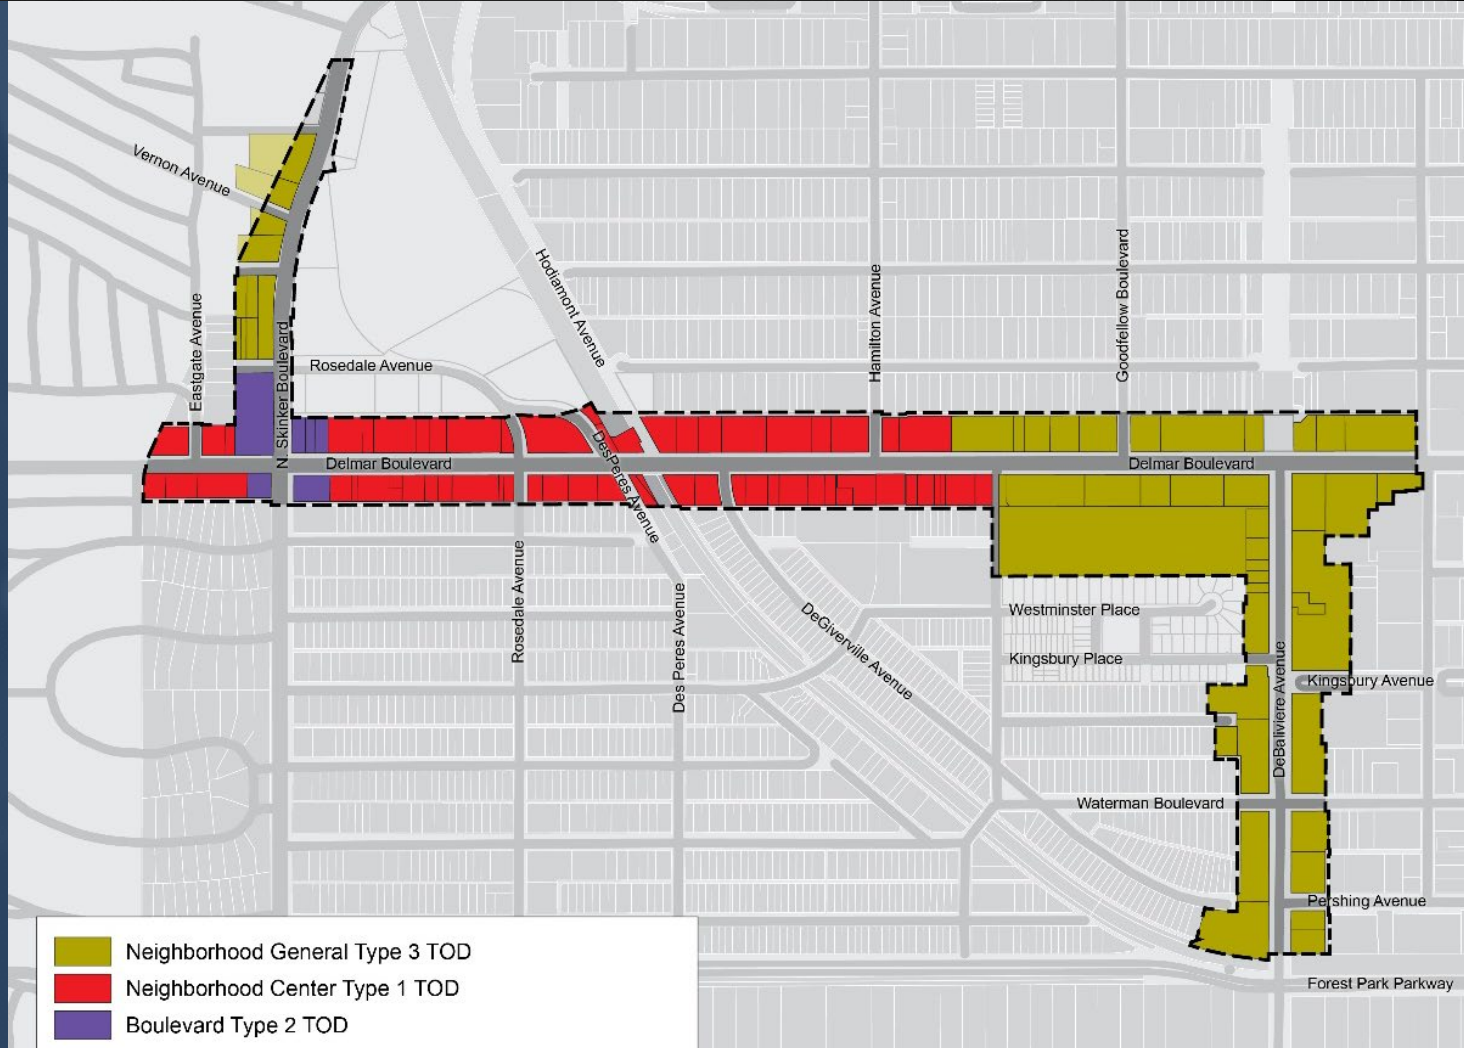 Vernon Avenue
Eastgate Avenue
N. Skinker Boulevard
Rosedale Avenue
Hodiamont Avenue
Hamilton Avenue
Goodfellow Boulevard
Delmar Boulevard
DesPeres Avenue
Delmar Boulevard
Rosedale Avenue
Des Peres Avenue
DeGiverville Avenue
Westminster Place
Kingsbury Place
DeBaliviere Avenue
Kingsbury Avenue
Waterman Boulevard
Pershing Avenue
Forest Park Parkway
Neighborhood General Type 3 TOD
Neighborhood Center Type 1 TOD
Boulevard Type 2 TOD